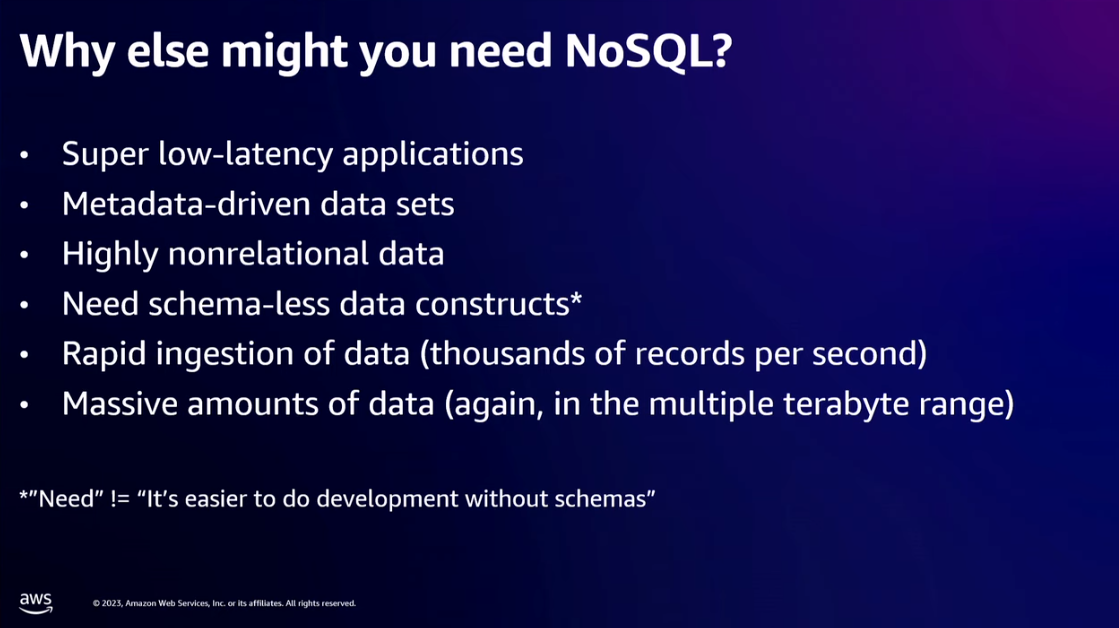 Why else might you need NoSQL?
• Super low-latency applications
• Metadata-driven data sets
• Highly nonrelational data
• Need schema-less data constructs*
• Rapid ingestion of data (thousands of records per second)
• Massive amounts of data (again, in the multiple terabyte range)
*”Need” != “It’s easier to do development without schemas”
aws
© 2023, Amazon Web Services, Inc. or its affiliates. All rights reserved.